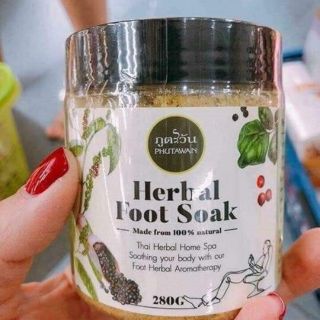 ภูตะวัน
PHUTAWAN
Herbal
Foot Soak
Made from 100% natural
Thai Herbal Home Spa
Soothing your body with our
Foot Herbal Aromatherapy
280G